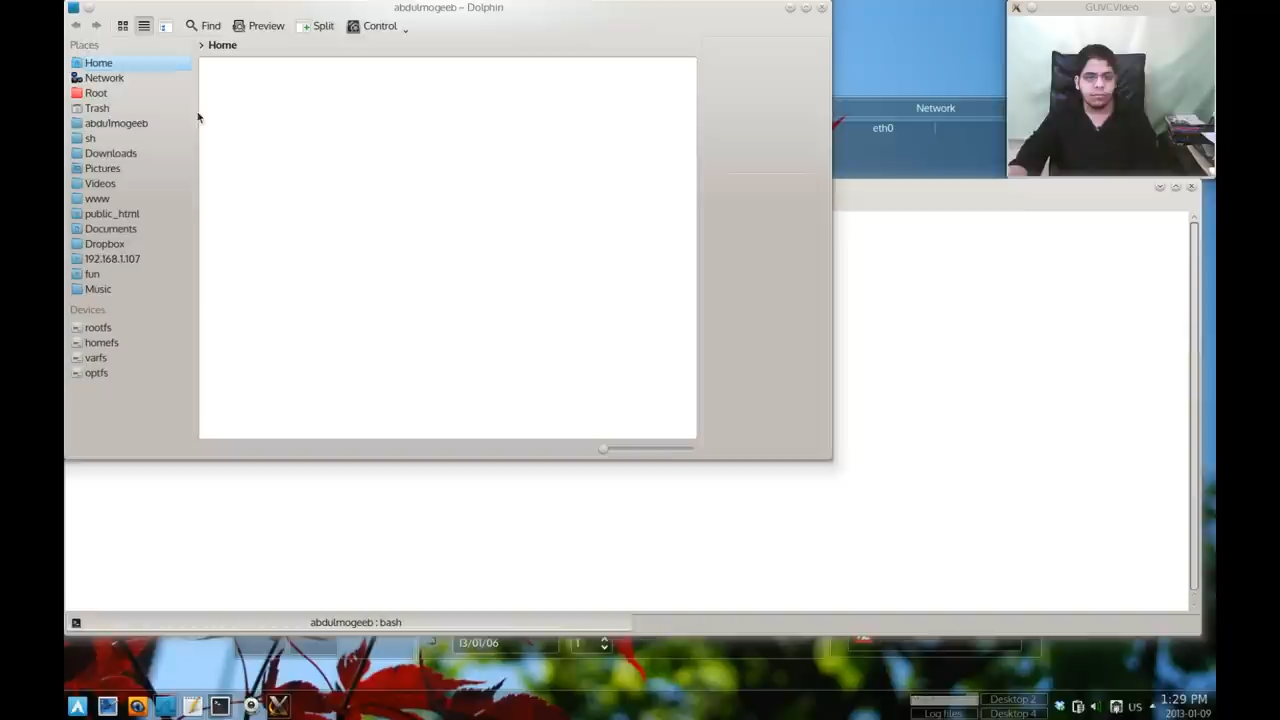 abdulmogeeb – Dolphin
Find Preview Split Control
Places
> Home
Home
Network
Root
Trash
abdulmogeeb
sh
Downloads
Pictures
Videos
www
public_html
Documents
Dropbox
192.168.1.107
fun
Music
Devices
rootfs
homefs
varfs
optfs
GUVCVideo
Network
eth0
abdulmogeeb : bash
13/01/06
1
Desktop 2
Log files
Desktop 4
US
1:29 PM
2013-01-09